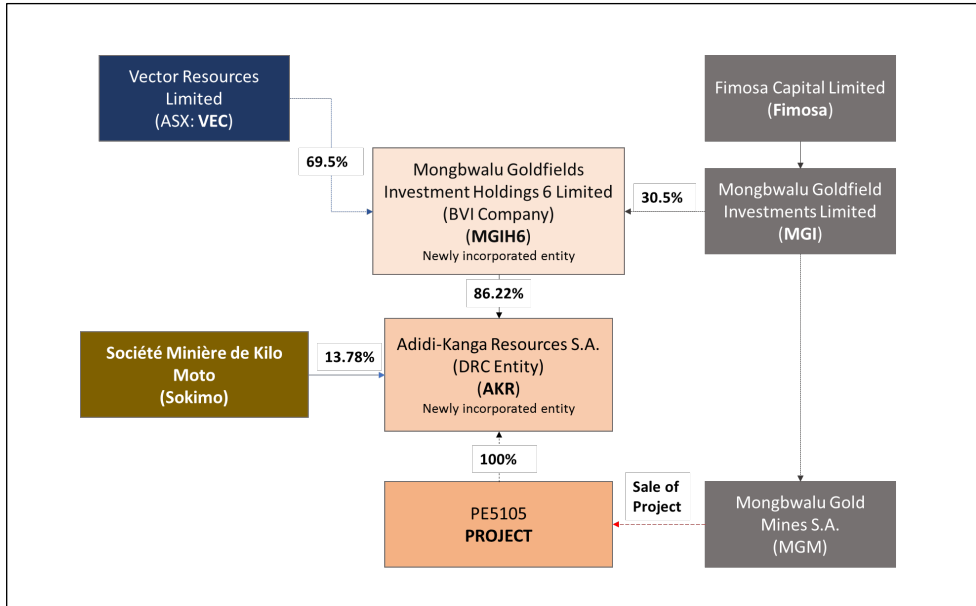 Vector Resources
Limited
(ASX: VEC)
Fimosa Capital Limited
(Fimosa)
69.5%
Mongbwalu Goldfields
Investment Holdings 6 Limited
(BVI Company)
(MGIH6)
Newly incorporated entity
30.5%
Mongbwalu Goldfield
Investments Limited
(MGI)
86.22%
Société Minière de Kilo
Moto
(Sokimo)
13.78%
Adidi-Kanga Resources S.A.
(DRC Entity)
(AKR)
Newly incorporated entity
100%
PE5105
PROJECT
Sale of
Project
Mongbwalu Gold
Mines S.A.
(MGM)